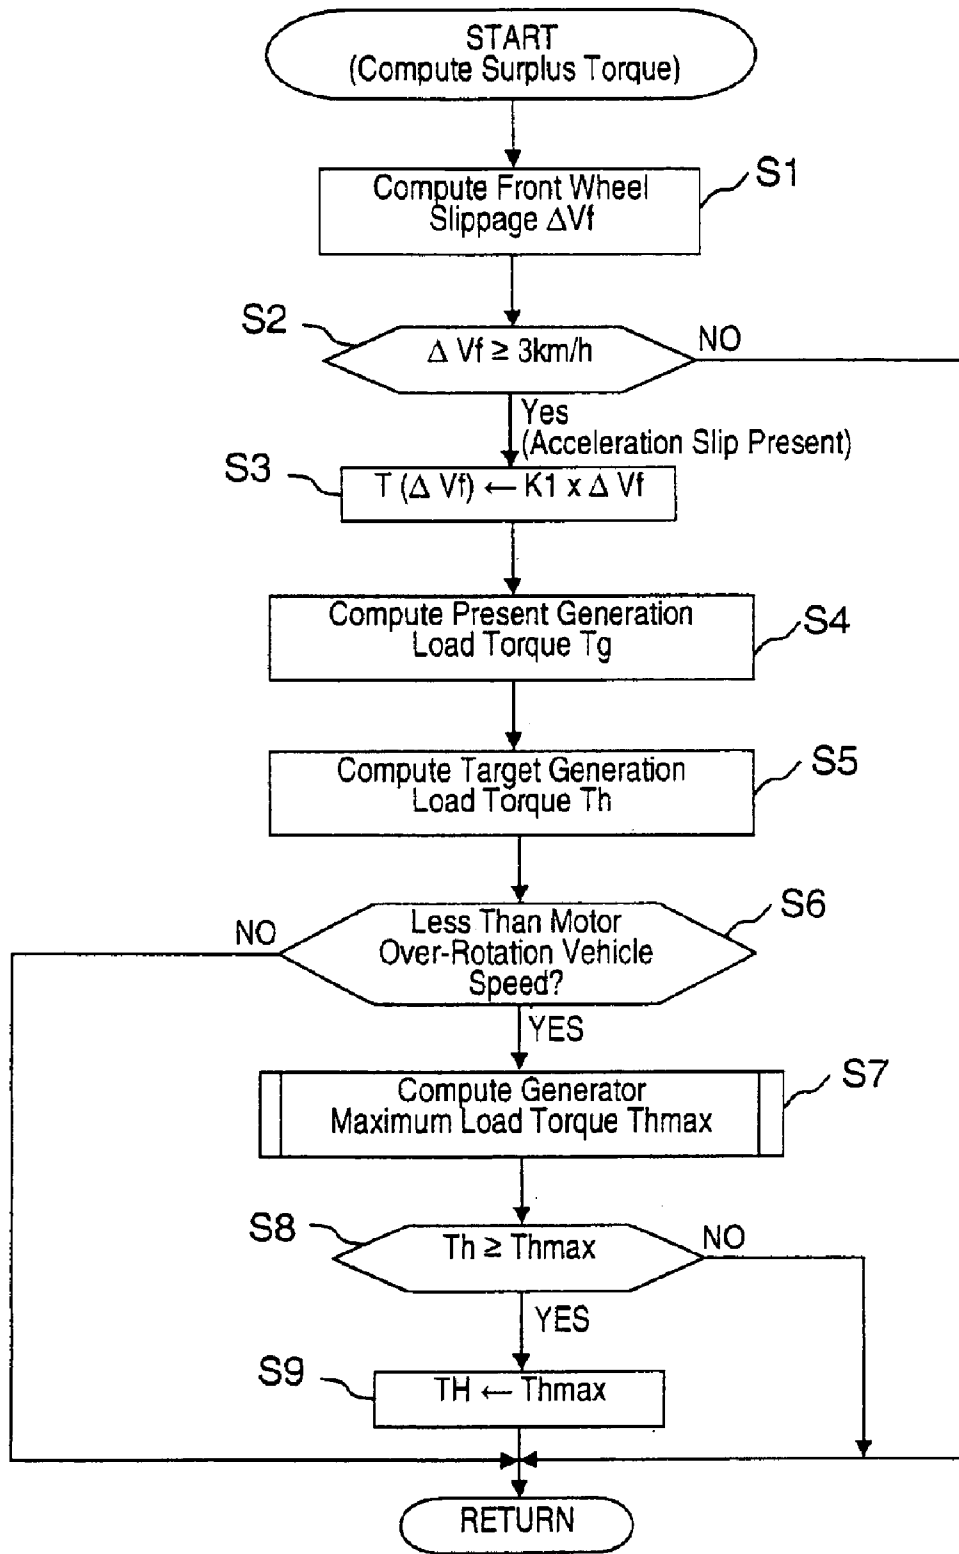 START
(Compute Surplus Torque)
S1
Compute Front Wheel
Slippage ΔVf
S2
Δ Vf ≥ 3km/h
NO
Yes
(Acceleration Slip Present)
S3
T (Δ Vf) ← K1 x Δ Vf
S4
Compute Present Generation
Load Torque Tg
S5
Compute Target Generation
Load Torque Th
S6
NO
Less Than Motor
Over-Rotation Vehicle
Speed?
YES
S7
Compute Generator
Maximum Load Torque Thmax
S8
Th ≥ Thmax
NO
YES
S9
TH ← Thmax
RETURN